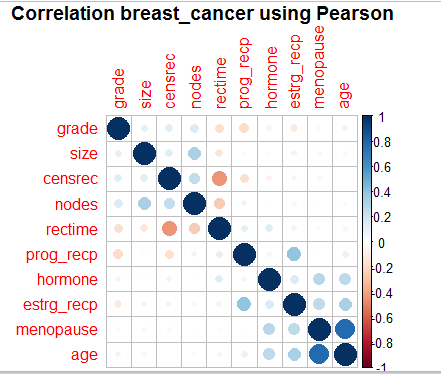 Correlation breast_cancer using Pearson
grade size censrec nodes rectime prog_recp hormone estrg_recp menopause age
grade
size
censrec
nodes
rectime
prog_recp
hormone
estrg_recp
menopause
age
1
0.8
0.6
0.4
0.2
0
-0.2
-0.4
-0.6
-0.8
-1